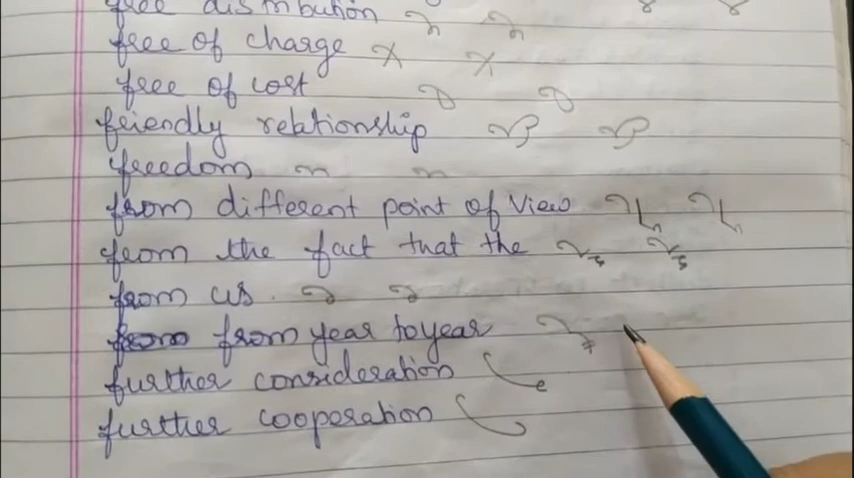 free distribution
free of charge
free of cost
friendly relationship
freedom
from different point of view
from the fact that the
from us.
from year to year
further consideration
further cooperation